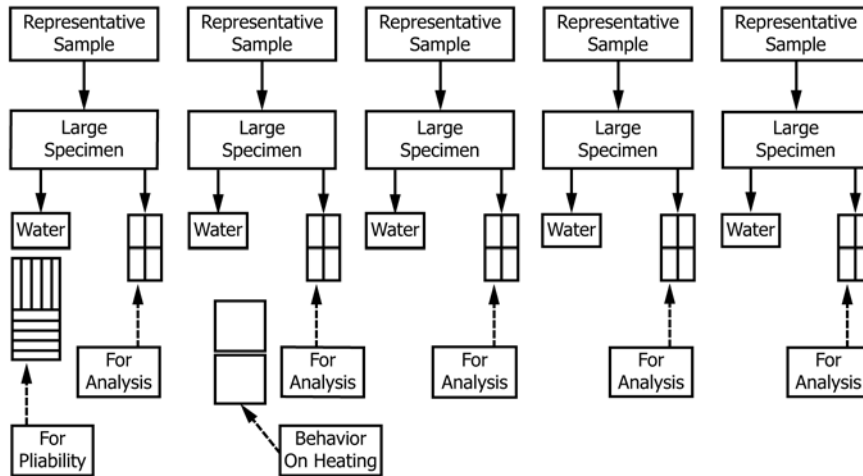 Representative
Sample
Representative
Sample
Representative
Sample
Representative
Sample
Representative
Sample
Large
Specimen
Large
Specimen
Large
Specimen
Large
Specimen
Large
Specimen
Water
Water
Water
Water
Water
For
Analysis
For
Analysis
For
Analysis
For
Analysis
For
Analysis
For
Pliability
Behavior
On Heating